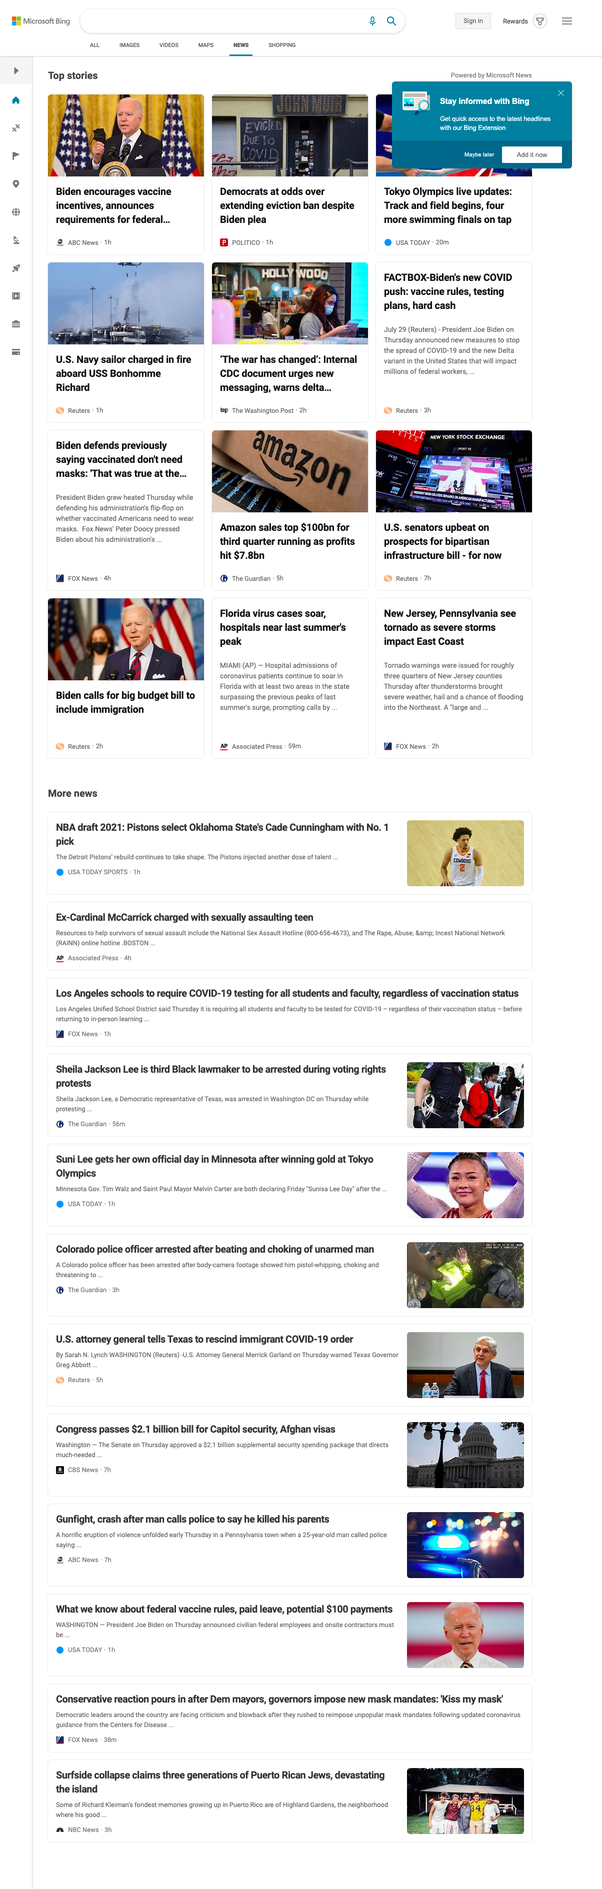 Microsoft Bing
Sign in
Rewards
ALL
IMAGES
VIDEOS
MAPS
NEWS
SHOPPING
Top stories
Powered by Microsoft News
Stay informed with Bing
Get quick access to the latest headlines
with our Bing Extension
Maybe later
Add it now
JOHN MUIR
EVICTED
DUE TO
COVID
Biden encourages vaccine
incentives, announces
requirements for federal...
ABC News · 1h
Democrats at odds over
extending eviction ban despite
Biden plea
POLITICO · 1h
Tokyo Olympics live updates:
Track and field begins, four
more swimming finals on tap
USA TODAY · 20m
HOLLYWOOD
U.S. Navy sailor charged in fire
aboard USS Bonhomme
Richard
Reuters · 1h
'The war has changed': Internal
CDC document urges new
messaging, warns delta...
wp The Washington Post · 2h
FACTBOX-Biden's new COVID
push: vaccine rules, testing
plans, hard cash
July 29 (Reuters) - President Joe Biden on
Thursday announced new measures to stop
the spread of COVID-19 and the new Delta
variant in the United States that will impact
millions of federal workers, ...
Reuters · 3h
Biden defends previously
saying vaccinated don't need
masks: 'That was true at the...
President Biden grew heated Thursday while
defending his administration's flip-flop on
whether vaccinated Americans need to wear
masks. Fox News' Peter Doocy pressed
Biden about his administration's ...
FOX News · 4h
amazon
Amazon sales top $100bn for
third quarter running as profits
hit $7.8bn
The Guardian · 5h
NEW YORK STOCK EXCHANGE
U.S. senators upbeat on
prospects for bipartisan
infrastructure bill - for now
Reuters · 7h
Biden calls for big budget bill to
include immigration
Reuters · 2h
Florida virus cases soar,
hospitals near last summer's
peak
MIAMI (AP) — Hospital admissions of
coronavirus patients continue to soar in
Florida with at least two areas in the state
surpassing the previous peaks of last
summer's surge, prompting calls by ...
AP Associated Press · 59m
New Jersey, Pennsylvania see
tornado as severe storms
impact East Coast
Tornado warnings were issued for roughly
three quarters of New Jersey counties
Thursday after thunderstorms brought
severe weather, hail and a chance of flooding
into the Northeast. A "large and ...
FOX News · 2h
More news
NBA draft 2021: Pistons select Oklahoma State's Cade Cunningham with No. 1
pick
The Detroit Pistons' rebuild continues to take shape. The Pistons injected another dose of talent ...
USA TODAY SPORTS · 1h
COWBOYS
2
Ex-Cardinal McCarrick charged with sexually assaulting teen
Resources to help survivors of sexual assault include the National Sex Assault Hotline (800-656-4673), and The Rape, Abuse, &amp; Incest National Network
(RAINN) online hotline .BOSTON ...
AP Associated Press · 4h
Los Angeles schools to require COVID-19 testing for all students and faculty, regardless of vaccination status
Los Angeles Unified School District said Thursday it is requiring all students and faculty to be tested for COVID-19 – regardless of their vaccination status – before
returning to in-person learning ...
FOX News · 1h
Sheila Jackson Lee is third Black lawmaker to be arrested during voting rights
protests
Sheila Jackson Lee, a Democratic representative of Texas, was arrested in Washington DC on Thursday while
protesting ...
The Guardian · 56m
Suni Lee gets her own official day in Minnesota after winning gold at Tokyo
Olympics
Minnesota Gov. Tim Walz and Saint Paul Mayor Melvin Carter are both declaring Friday "Sunisa Lee Day" after the ...
USA TODAY · 1h
Colorado police officer arrested after beating and choking of unarmed man
A Colorado police officer has been arrested after body-camera footage showed him pistol-whipping, choking and
threatening to ...
The Guardian · 3h
U.S. attorney general tells Texas to rescind immigrant COVID-19 order
By Sarah N. Lynch WASHINGTON (Reuters) -U.S. Attorney General Merrick Garland on Thursday warned Texas Governor
Greg Abbott ...
Reuters · 5h
Congress passes $2.1 billion bill for Capitol security, Afghan visas
Washington — The Senate on Thursday approved a $2.1 billion supplemental security spending package that directs
much-needed ...
CBS News · 7h
Gunfight, crash after man calls police to say he killed his parents
A horrific eruption of violence unfolded early Thursday in a Pennsylvania town when a 25-year-old man called police
saying ...
ABC News · 7h
What we know about federal vaccine rules, paid leave, potential $100 payments
WASHINGTON — President Joe Biden on Thursday announced civilian federal employees and onsite contractors must
be ...
USA TODAY · 1h
Conservative reaction pours in after Dem mayors, governors impose new mask mandates: 'Kiss my mask'
Democratic leaders around the country are facing criticism and blowback after they rushed to reimpose unpopular mask mandates following updated coronavirus
guidance from the Centers for Disease ...
FOX News · 38m
Surfside collapse claims three generations of Puerto Rican Jews, devastating
the island
Some of Richard Kleiman's fondest memories growing up in Puerto Rico are of Highland Gardens, the neighborhood
where his good ...
NBC News · 3h